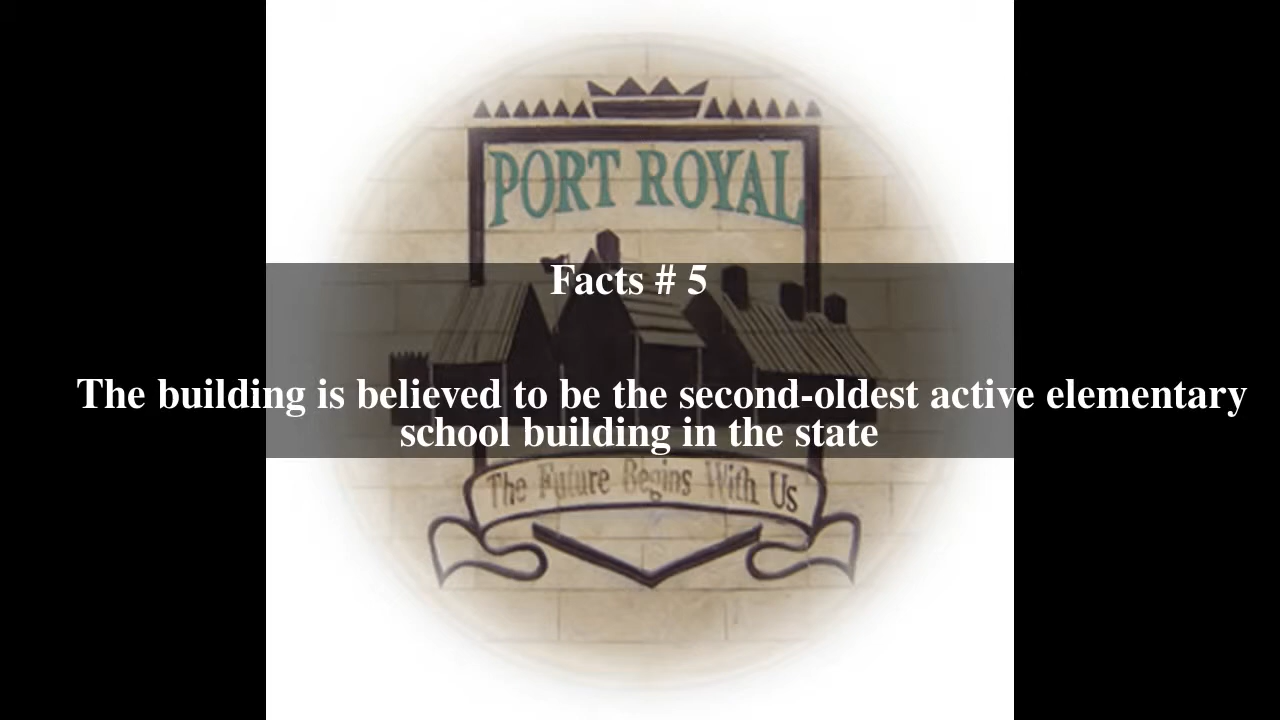 PORT ROYAL
Facts # 5
The building is believed to be the second-oldest active elementary
school building in the state
The Future Begins With Us